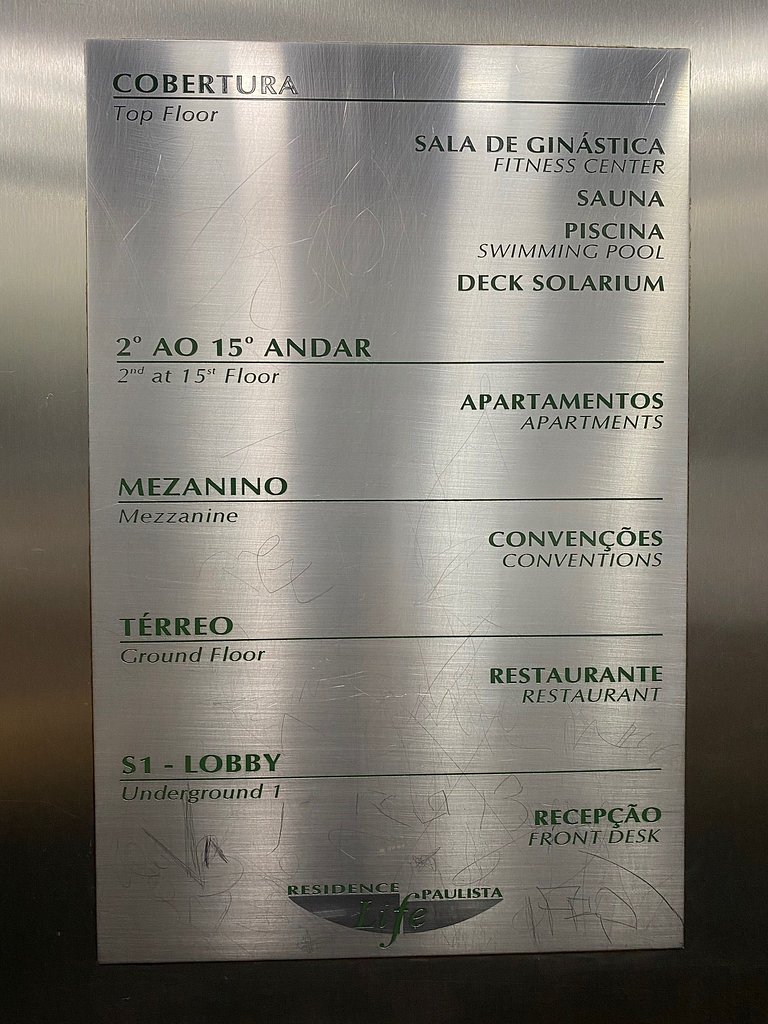 COBERTURA
Top Floor
SALA DE GINÁSTICA
FITNESS CENTER
SAUNA
PISCINA
SWIMMING POOL
DECK SOLARIUM
2º AO 15º ANDAR
2nd at 15st Floor
APARTAMENTOS
APARTMENTS
MEZANINO
Mezzanine
CONVENÇÕES
CONVENTIONS
TÉRREO
Ground Floor
RESTAURANTE
RESTAURANT
S1 - LOBBY
Underground 1
RECEPÇÃO
FRONT DESK
RESIDENCE PAULISTA
Life